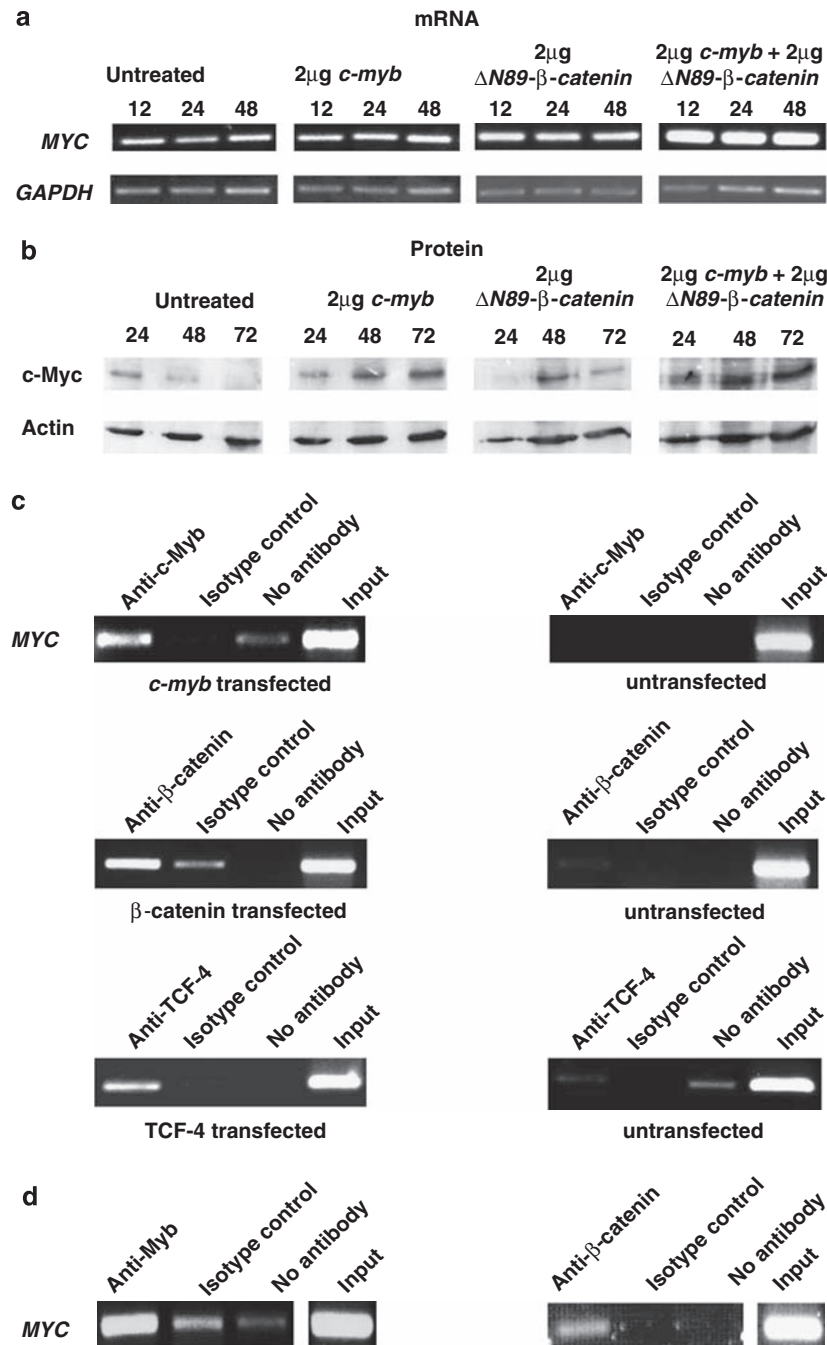 a
mRNA
Untreated
2µg c-myb
2µg
ΔN89-β-catenin
2µg c-myb + 2µg
ΔN89-β-catenin
12 24 48 12 24 48 12 24 48 12 24 48
MYC
GAPDH
b
Protein
Untreated
2µg c-myb
2µg
ΔN89-β-catenin
2µg c-myb + 2µg
ΔN89-β-catenin
24 48 72 24 48 72 24 48 72 24 48 72
c-Myc
Actin
c
Anti-c-Myb Isotype control No antibody Input
Anti-c-Myb Isotype control No antibody Input
MYC
c-myb transfected
untransfected
Anti-β-catenin Isotype control No antibody Input
Anti-β-catenin Isotype control No antibody Input
β-catenin transfected
untransfected
Anti-TCF-4 Isotype control No antibody Input
Anti-TCF-4 Isotype control No antibody Input
TCF-4 transfected
untransfected
d
Anti-Myb Isotype control No antibody Input
Anti-β-catenin Isotype control No antibody Input
MYC